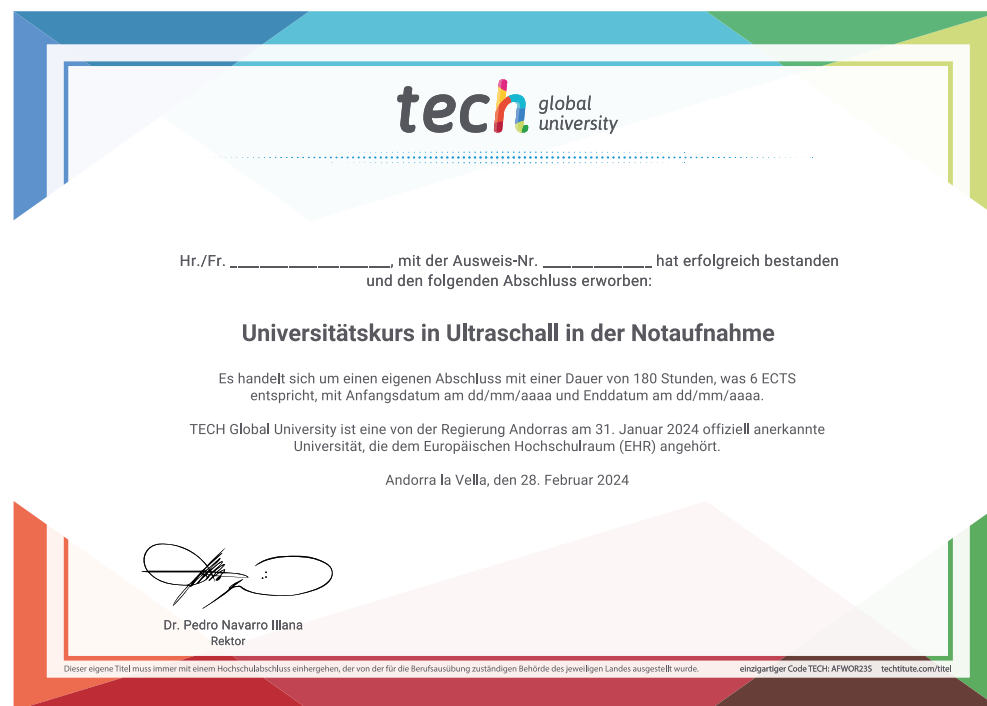 tech global university
Hr./Fr. ______________________, mit der Ausweis-Nr. _______________ hat erfolgreich bestanden
und den folgenden Abschluss erworben:
Universitätskurs in Ultraschall in der Notaufnahme
Es handelt sich um einen eigenen Abschluss mit einer Dauer von 180 Stunden, was 6 ECTS
entspricht, mit Anfangsdatum am dd/mm/aaaa und Enddatum am dd/mm/aaaa.
TECH Global University ist eine von der Regierung Andorras am 31. Januar 2024 offiziell anerkannte
Universität, die dem Europäischen Hochschulraum (EHR) angehört.
Andorra la Vella, den 28. Februar 2024
Dr. Pedro Navarro Illana
Rektor
Dieser eigene Titel muss immer mit einem Hochschulabschluss einhergehen, der von der für die Berufsausübung zuständigen Behörde des jeweiligen Landes ausgestellt wurde. einzigartiger Code TECH: AFWOR23S techtitute.com/titel